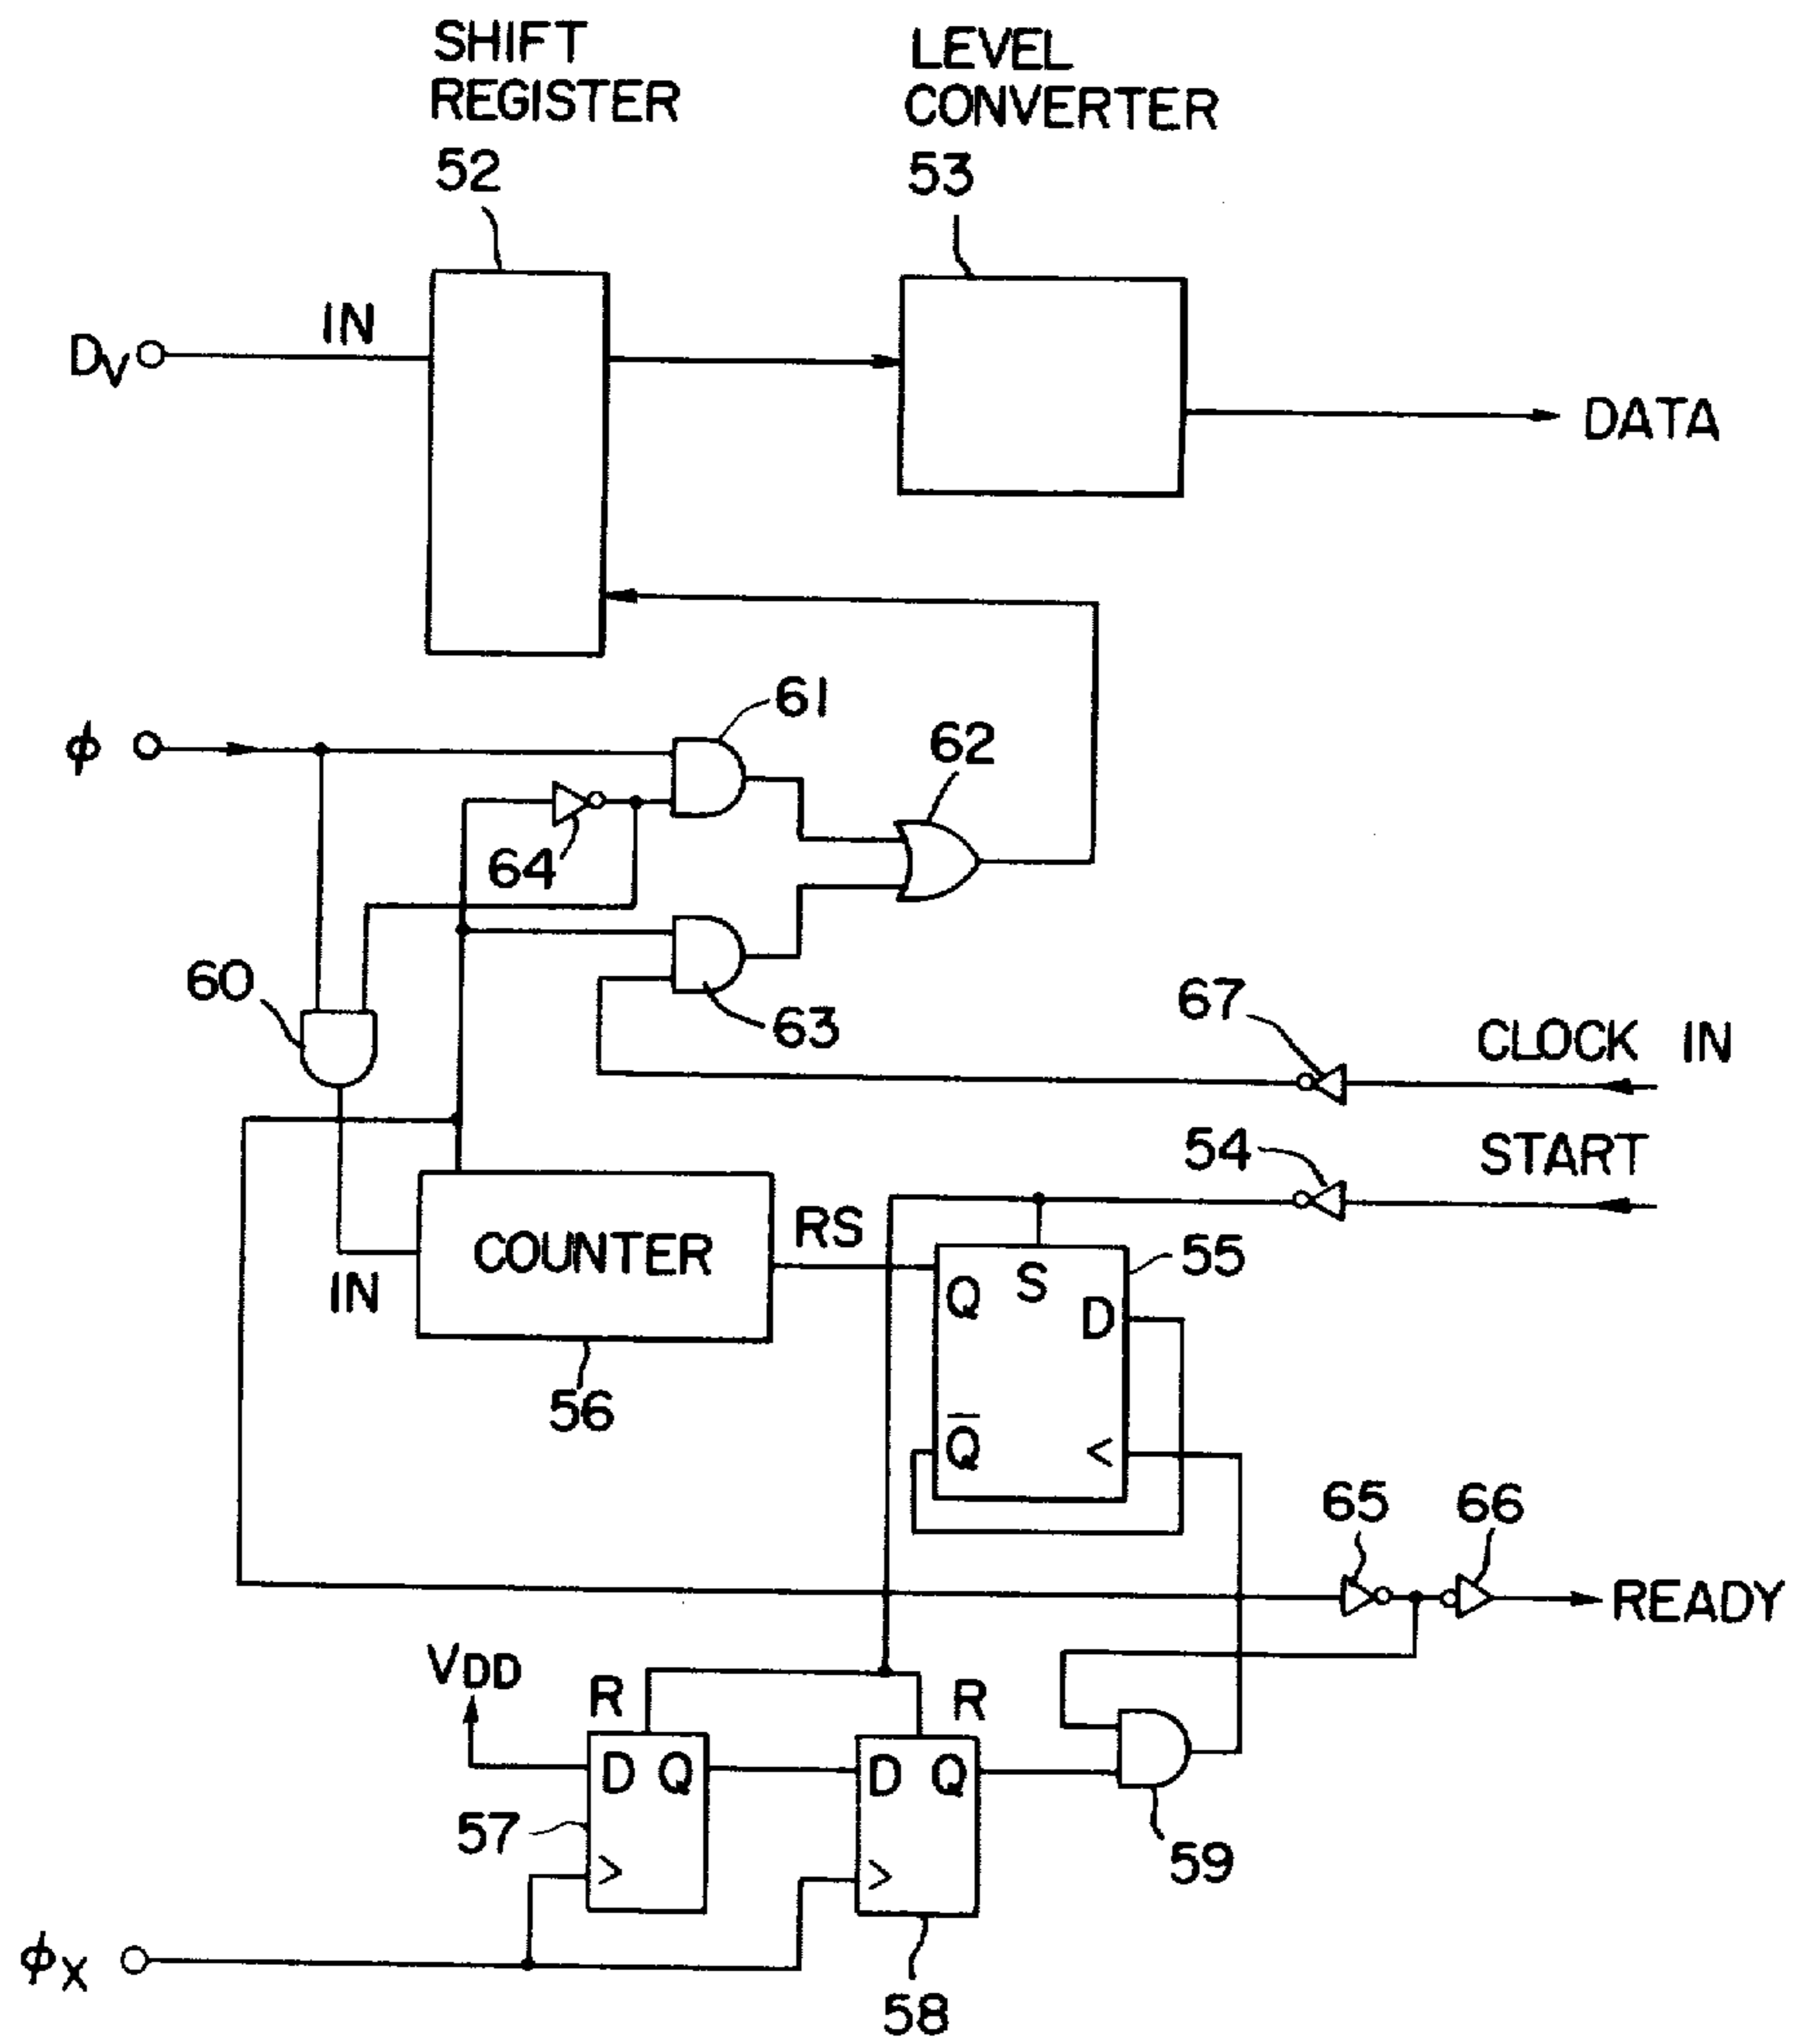 SHIFT
REGISTER
52
LEVEL
CONVERTER
53
DV
IN
DATA
ϕ
61
62
64
60
63
67
CLOCK IN
54
START
COUNTER
IN
RS
56
Q
S
D
Q̅
<
55
65
66
READY
VDD
R
R
D Q
D Q
57
>
>
59
ϕX
58